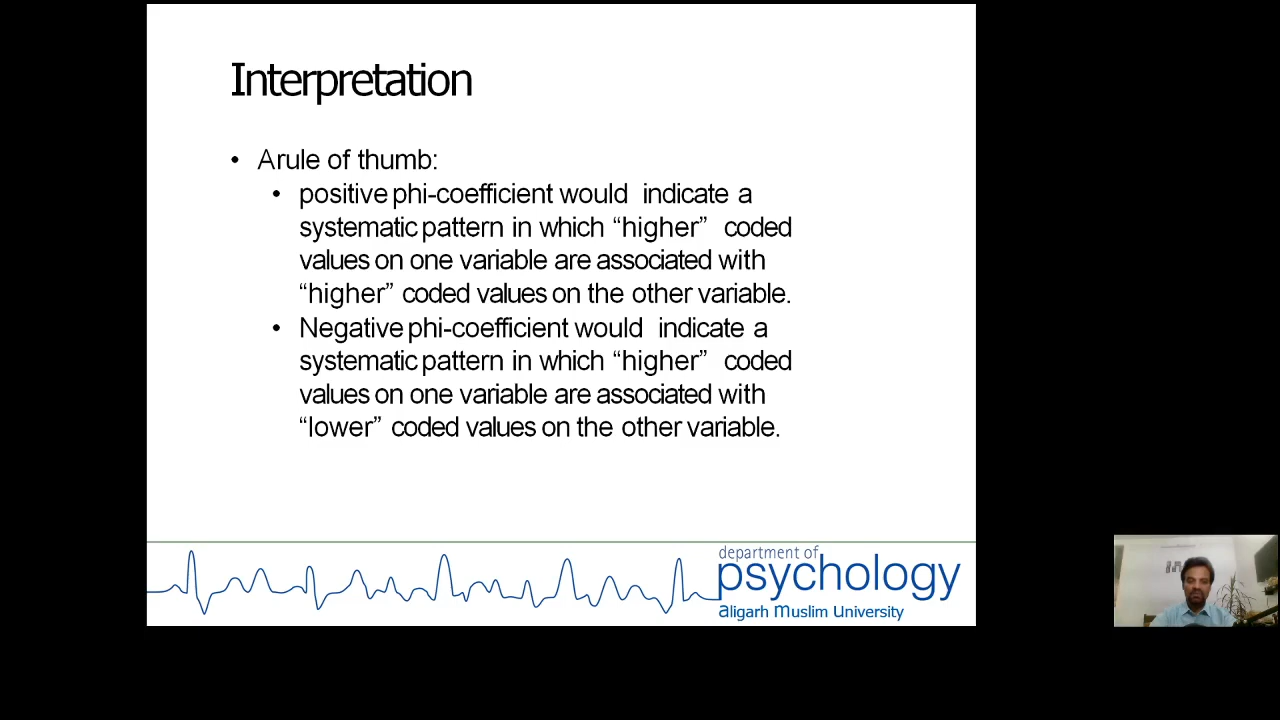 Interpretation
• Arule of thumb:
• positive phi-coefficient would indicate a
systematic pattern in which “higher” coded
values on one variable are associated with
“higher” coded values on the other variable.
• Negative phi-coefficient would indicate a
systematic pattern in which “higher” coded
values on one variable are associated with
“lower” coded values on the other variable.
department of
psychology
aligarh muslim university